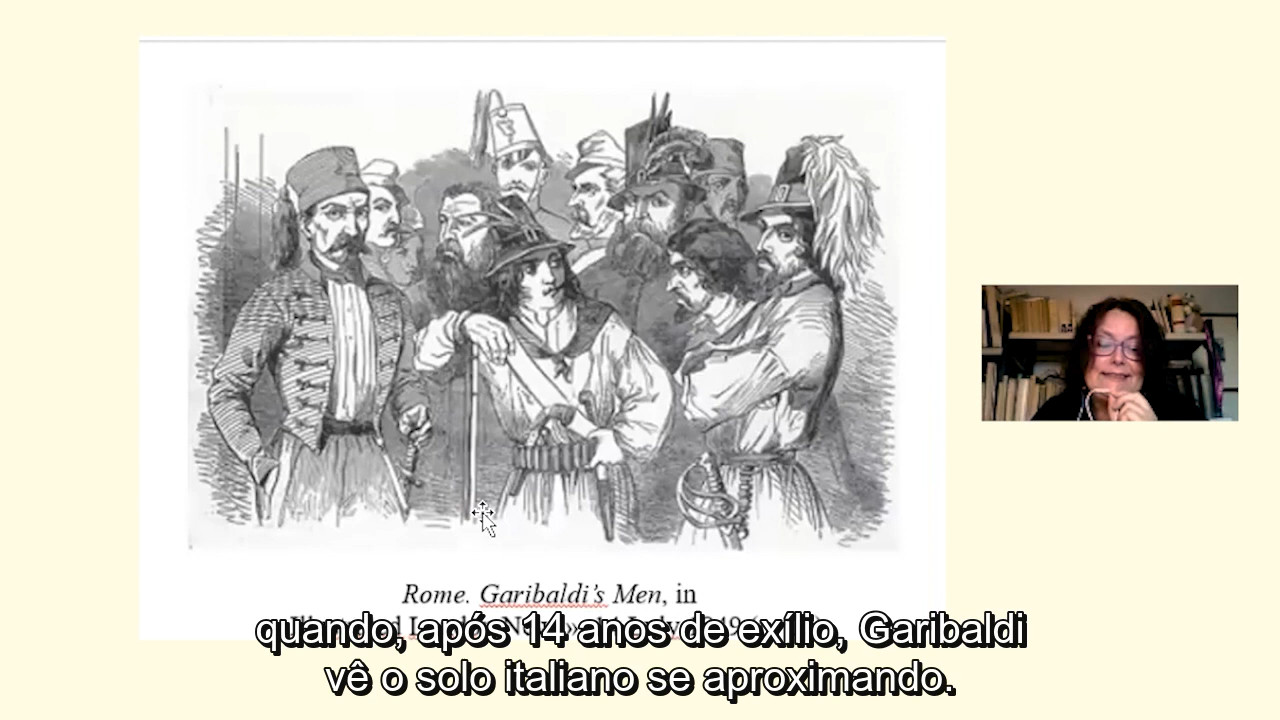 Rome. Garibaldi’s Men, in
quando, após 14 anos de exílio, Garibaldi
vê o solo italiano se aproximando.